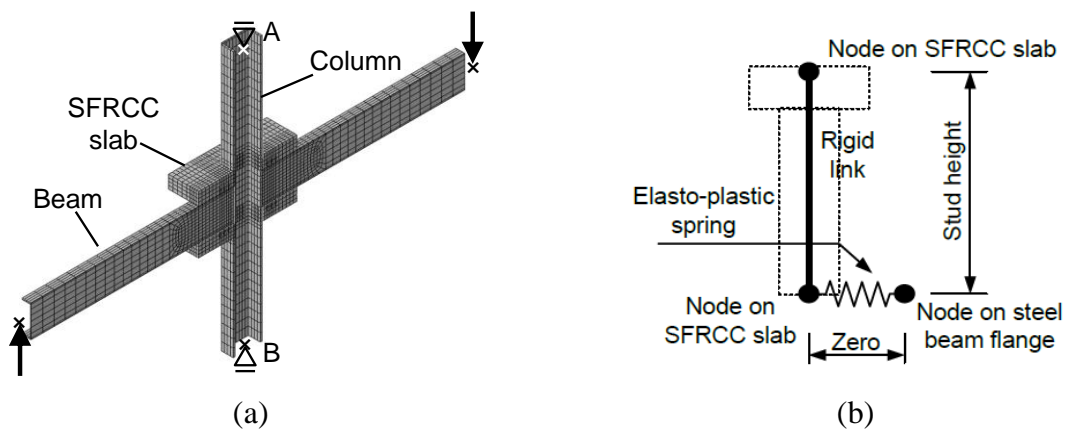 A
Column
SFRCC
slab
Beam
B
(a)
Node on SFRCC slab
Rigid
link
Elasto-plastic
spring
Stud height
Node on
SFRCC slab
Zero
Node on steel
beam flange
(b)